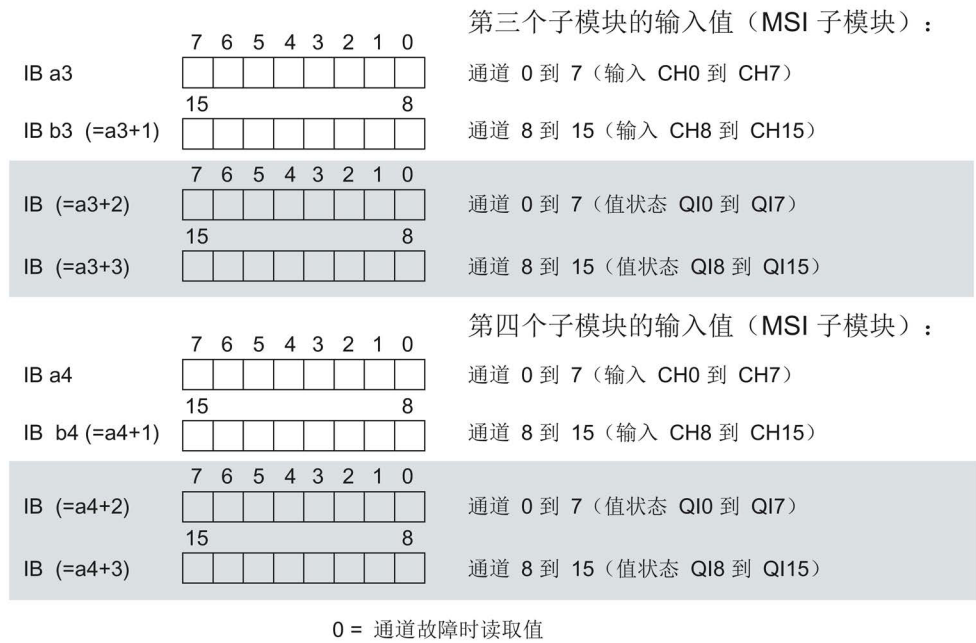 第三个子模块的输入值（MSI 子模块）：
7 6 5 4 3 2 1 0
IB a3 通道 0 到 7（输入 CH0 到 CH7）
15 8
IB b3 (=a3+1) 通道 8 到 15（输入 CH8 到 CH15）
7 6 5 4 3 2 1 0
IB (=a3+2) 通道 0 到 7（值状态 QI0 到 QI7）
15 8
IB (=a3+3) 通道 8 到 15（值状态 QI8 到 QI15）
第四个子模块的输入值（MSI 子模块）：
7 6 5 4 3 2 1 0
IB a4 通道 0 到 7（输入 CH0 到 CH7）
15 8
IB b4 (=a4+1) 通道 8 到 15（输入 CH8 到 CH15）
7 6 5 4 3 2 1 0
IB (=a4+2) 通道 0 到 7（值状态 QI0 到 QI7）
15 8
IB (=a4+3) 通道 8 到 15（值状态 QI8 到 QI15）
0 = 通道故障时读取值